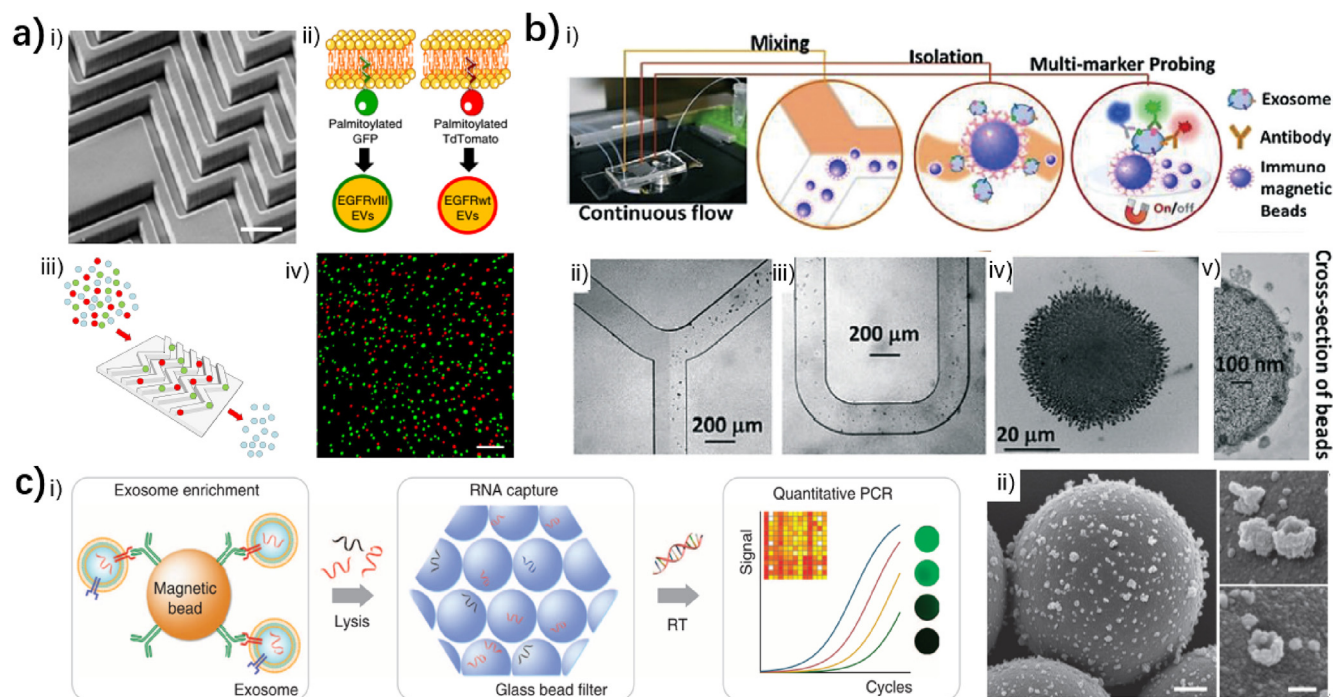 a)
i)
ii)
Palmitoylated
GFP
Palmitoylated
TdTomato
EGFRvIII
EVs
EGFRwt
EVs
iii)
iv)
b)
i)
Mixing
Isolation
Multi-marker Probing
Continuous flow
On/off
Exosome
Antibody
Immuno
magnetic
Beads
ii)
200 μm
iii)
200 μm
iv)
20 μm
v)
100 nm
Cross-section of beads
c)
i)
Exosome enrichment
Magnetic
bead
Exosome
Lysis
RNA capture
Glass bead filter
RT
Quantitative PCR
Signal
Cycles
ii)